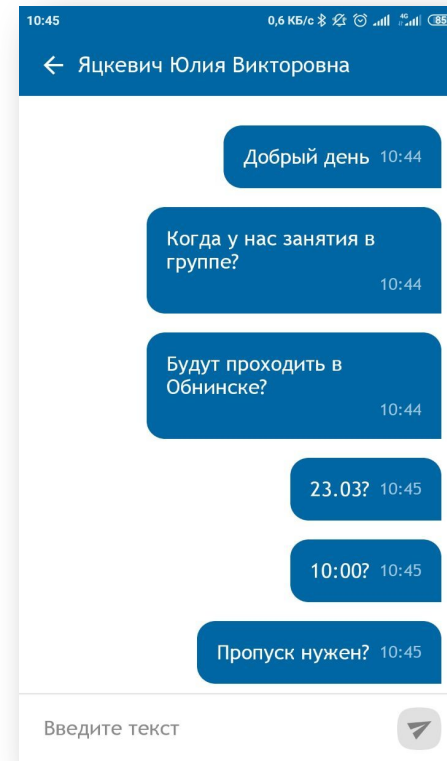 10:45
0,6 КБ/с 4G 85
Яцкевич Юлия Викторовна
Добрый день 10:44
Когда у нас занятия в
группе?
10:44
Будут проходить в
Обнинске?
10:44
23.03? 10:45
10:00? 10:45
Пропуск нужен? 10:45
Введите текст